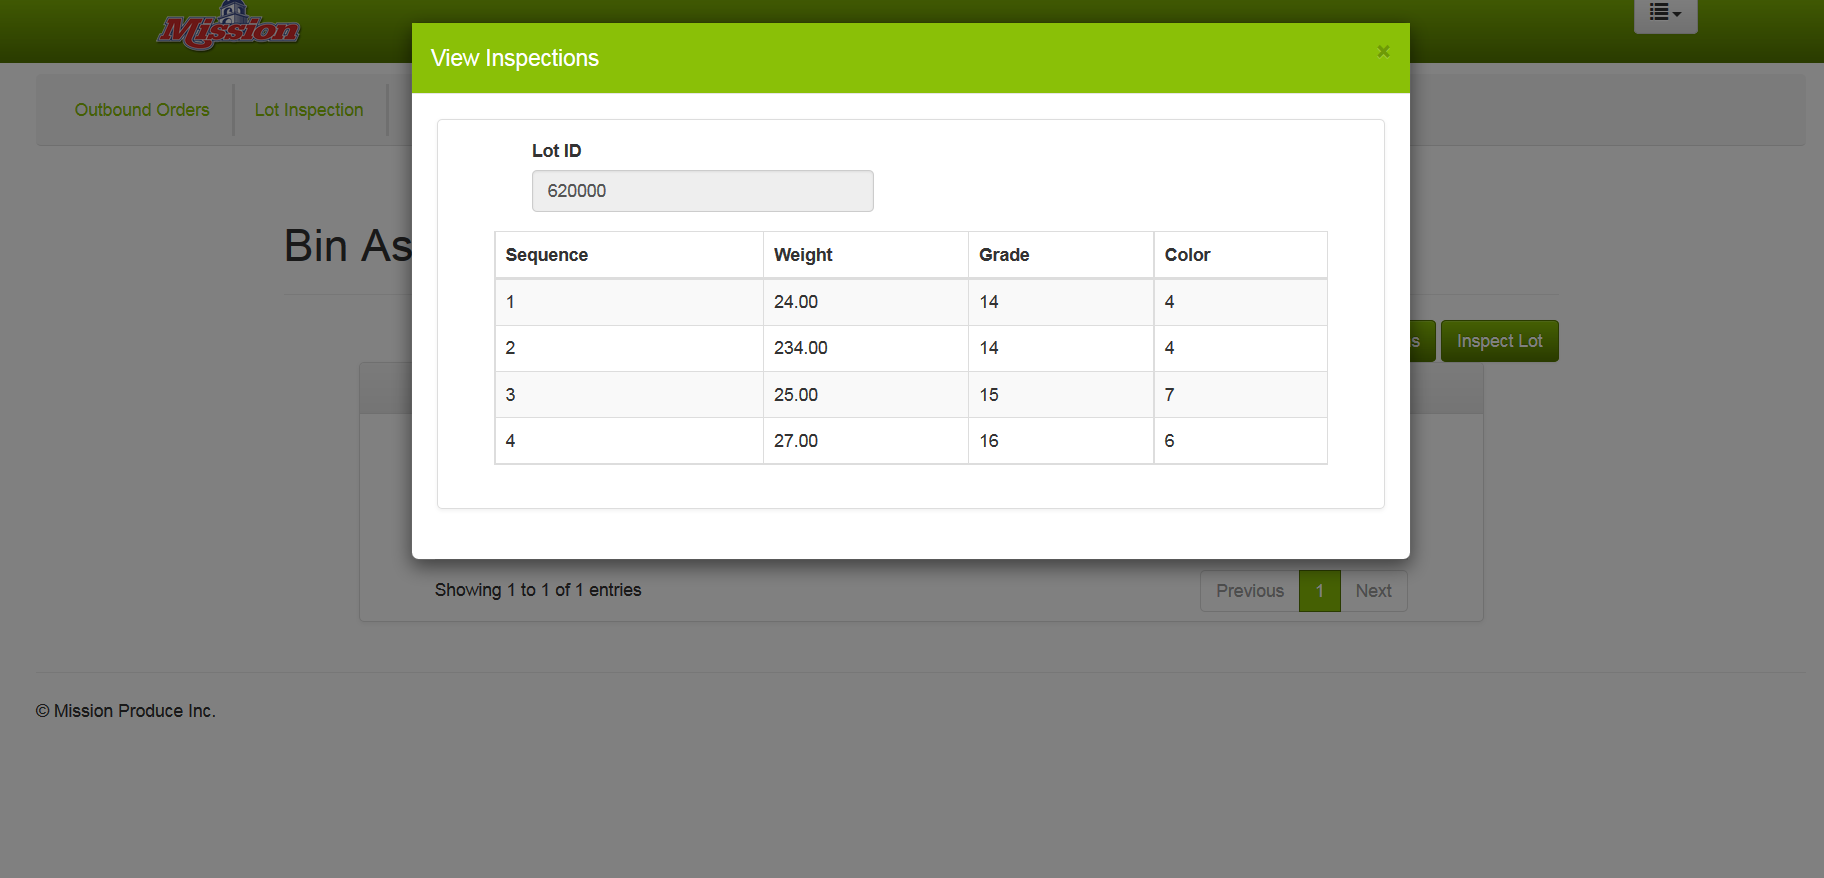 Mission
View Inspections
×
Outbound Orders
Lot Inspection
Lot ID
620000
Bin As
Sequence Weight Grade Color
1 24.00 14 4
2 234.00 14 4
3 25.00 15 7
4 27.00 16 6
s
Inspect Lot
Showing 1 to 1 of 1 entries
Previous 1 Next
© Mission Produce Inc.